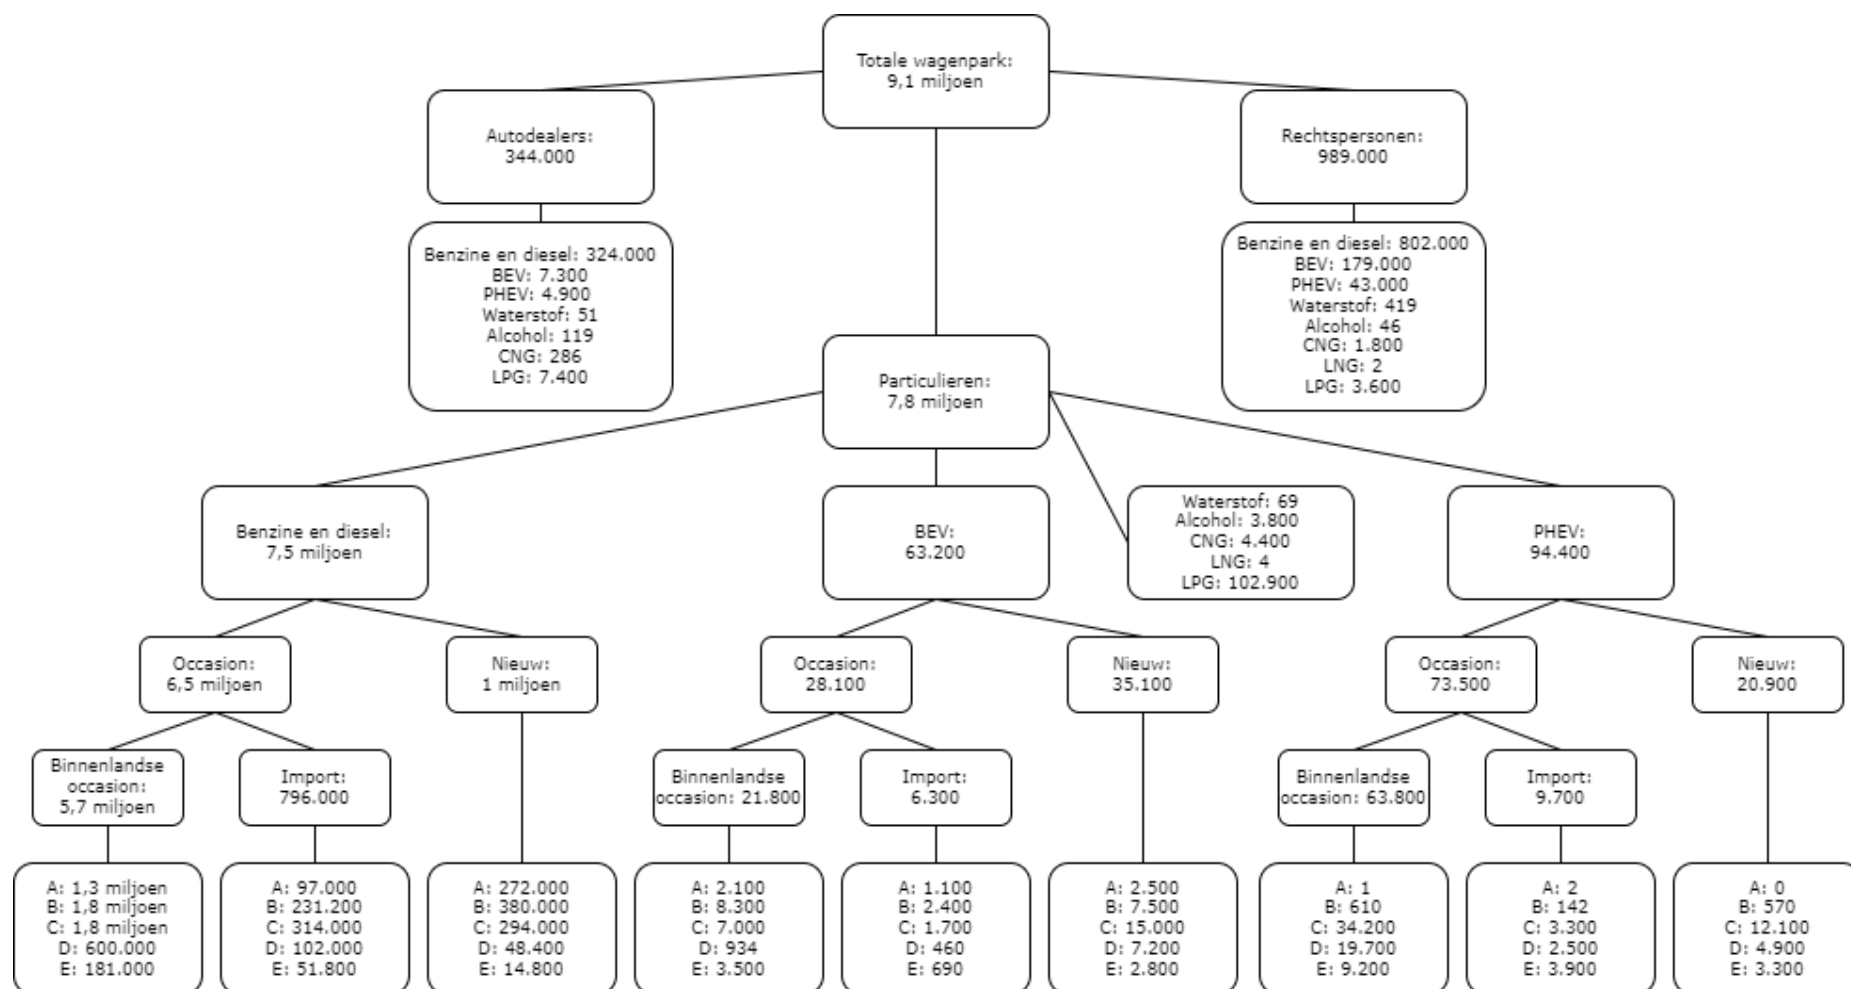 Totale wagenpark:
9,1 miljoen
Autodealers:
344.000
Rechtspersonen:
989.000
Benzine en diesel: 324.000
BEV: 7.300
PHEV: 4.900
Waterstof: 51
Alcohol: 119
CNG: 286
LPG: 7.400
Benzine en diesel: 802.000
BEV: 179.000
PHEV: 43.000
Waterstof: 419
Alcohol: 46
CNG: 1.800
LNG: 2
LPG: 3.600
Particulieren:
7,8 miljoen
Benzine en diesel:
7,5 miljoen
BEV:
63.200
Waterstof: 69
Alcohol: 3.800
CNG: 4.400
LNG: 4
LPG: 102.900
PHEV:
94.400
Occasion:
6,5 miljoen
Nieuw:
1 miljoen
Occasion:
28.100
Nieuw:
35.100
Occasion:
73.500
Nieuw:
20.900
Binnenlandse
occasion:
5,7 miljoen
Import:
796.000
Binnenlandse
occasion: 21.800
Import:
6.300
Binnenlandse
occasion: 63.800
Import:
9.700
A: 1,3 miljoen
B: 1,8 miljoen
C: 1,8 miljoen
D: 600.000
E: 181.000
A: 97.000
B: 231.200
C: 314.000
D: 102.000
E: 51.800
A: 272.000
B: 380.000
C: 294.000
D: 48.400
E: 14.800
A: 2.100
B: 8.300
C: 7.000
D: 934
E: 3.500
A: 1.100
B: 2.400
C: 1.700
D: 460
E: 690
A: 2.500
B: 7.500
C: 15.000
D: 7.200
E: 2.800
A: 1
B: 610
C: 34.200
D: 19.700
E: 9.200
A: 2
B: 142
C: 3.300
D: 2.500
E: 3.900
A: 0
B: 570
C: 12.100
D: 4.900
E: 3.300